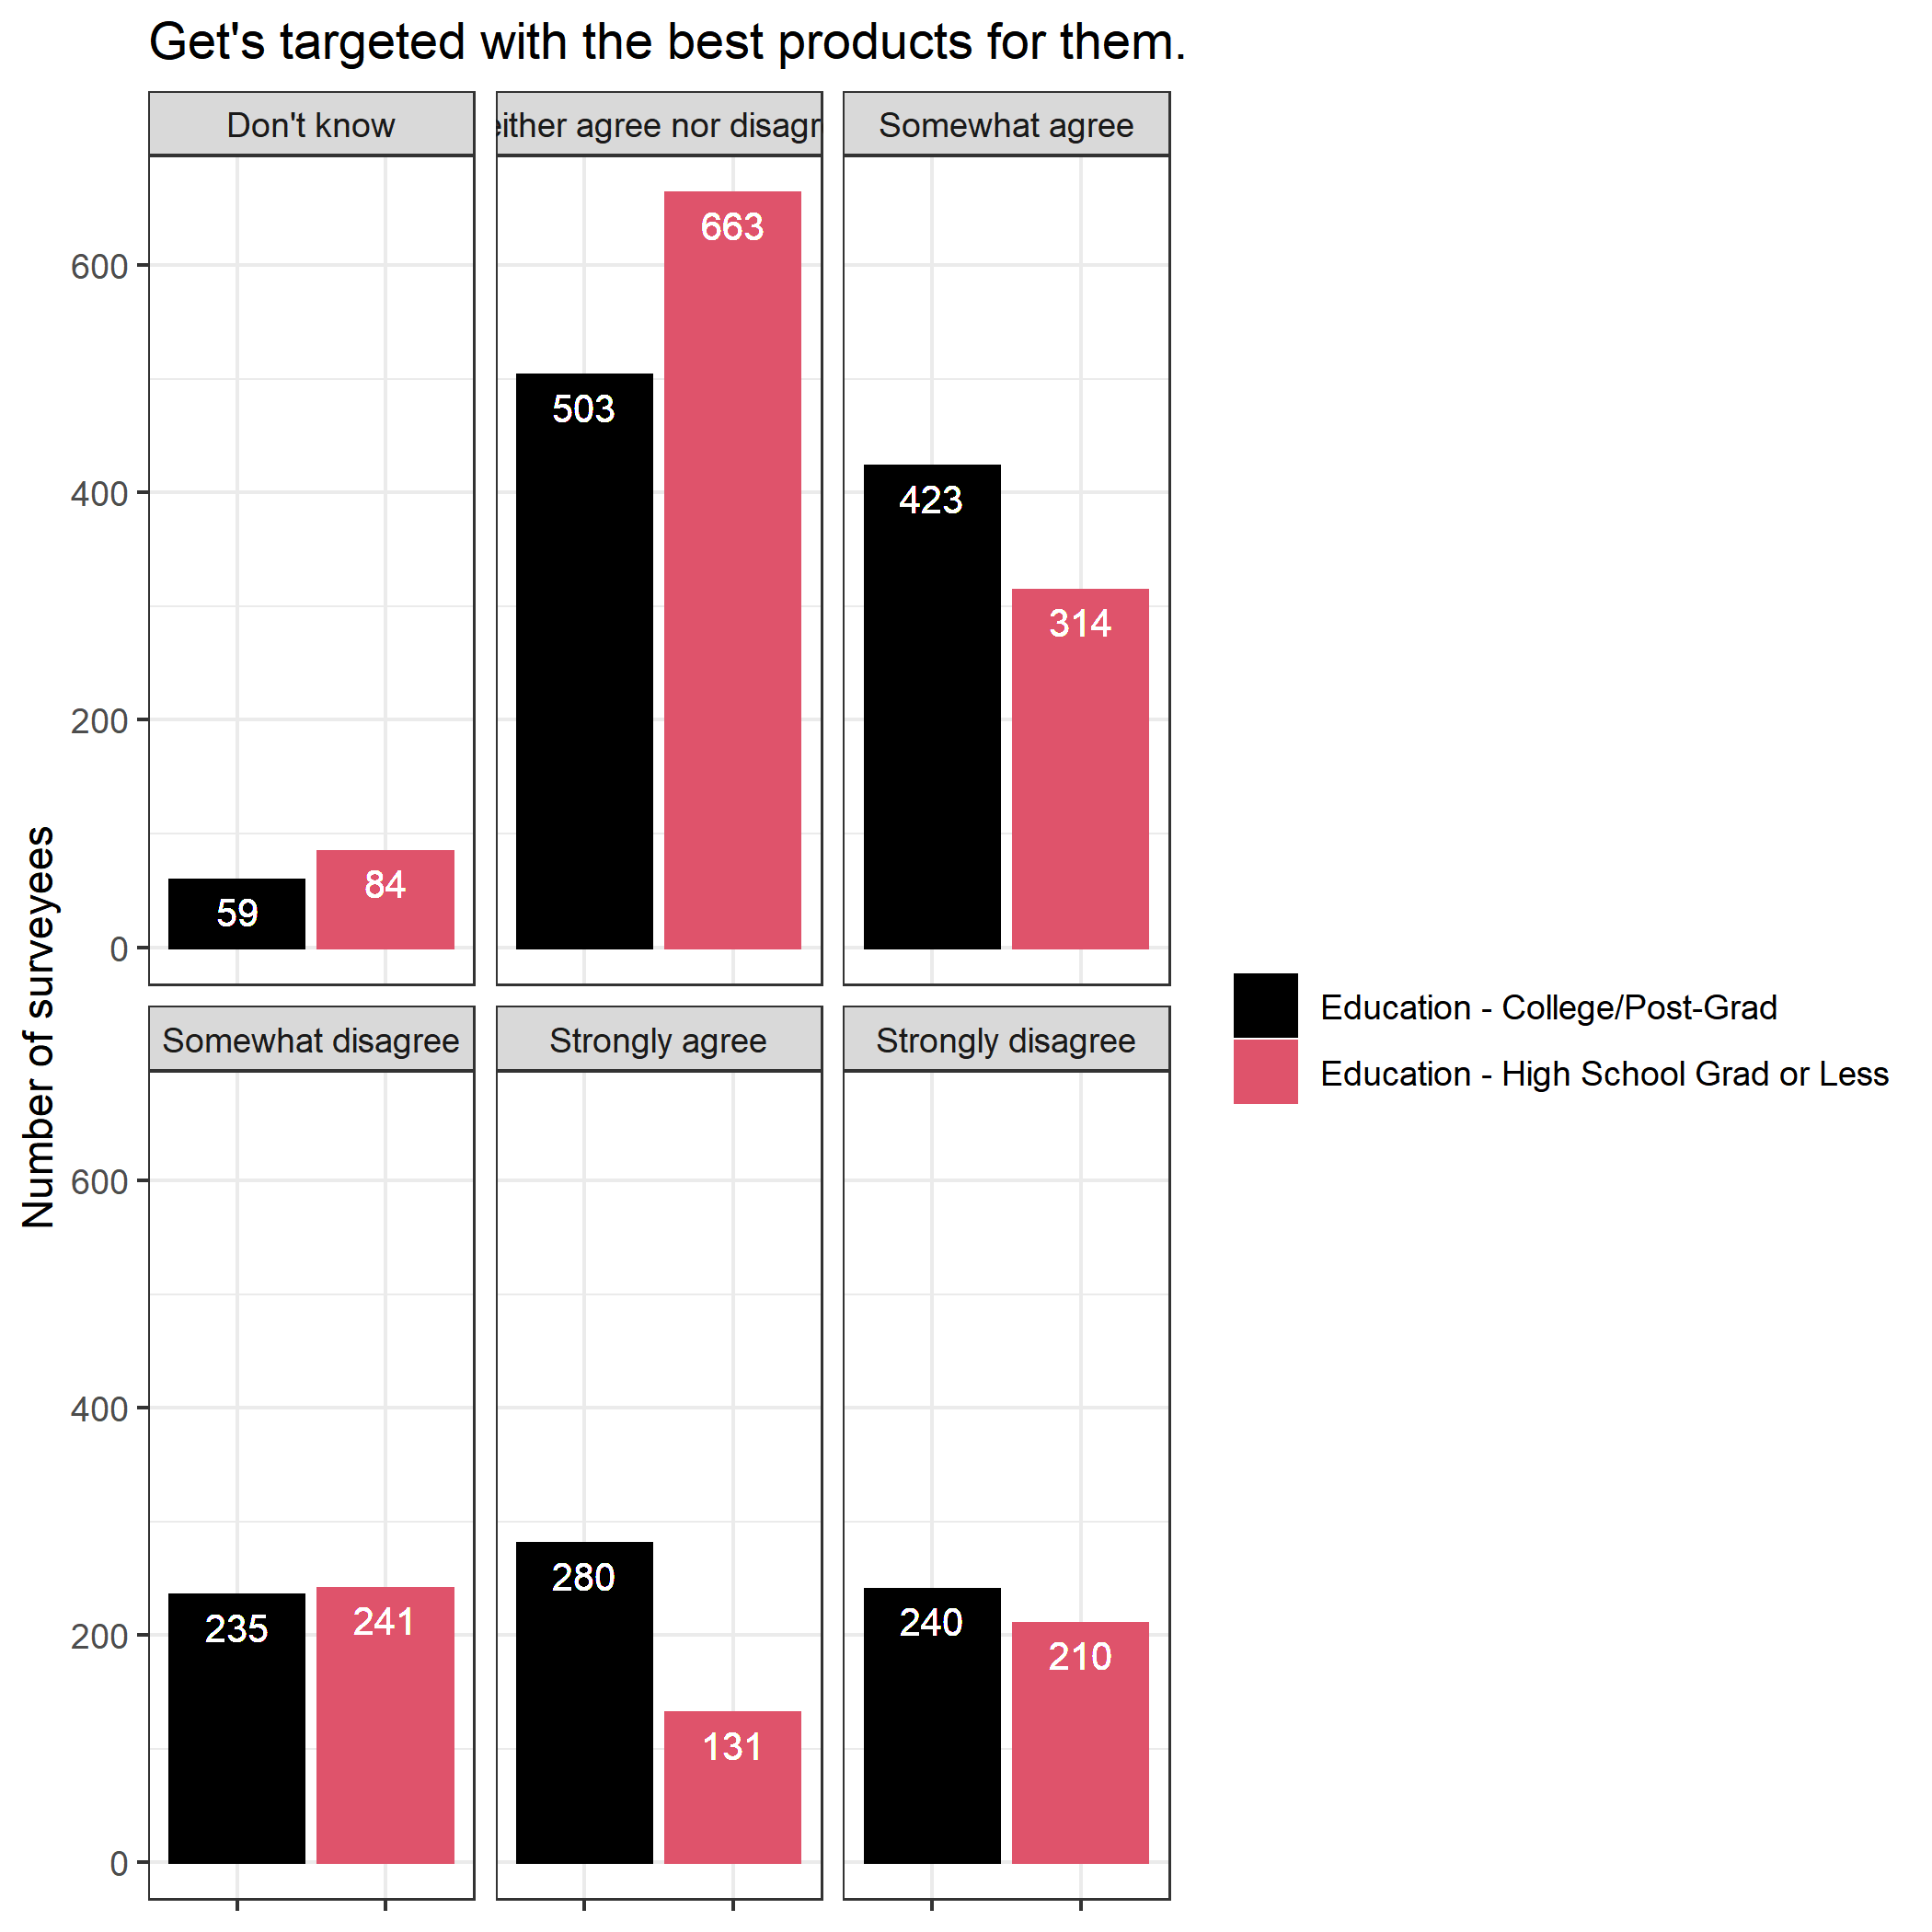 Get's targeted with the best products for them.
Don't know
either agree nor disagr
Somewhat agree
600
400
200
0
59
84
503
663
423
314
Number of surveyees
Somewhat disagree
Strongly agree
Strongly disagree
600
400
200
0
235
241
280
131
240
210
Education - College/Post-Grad
Education - High School Grad or Less